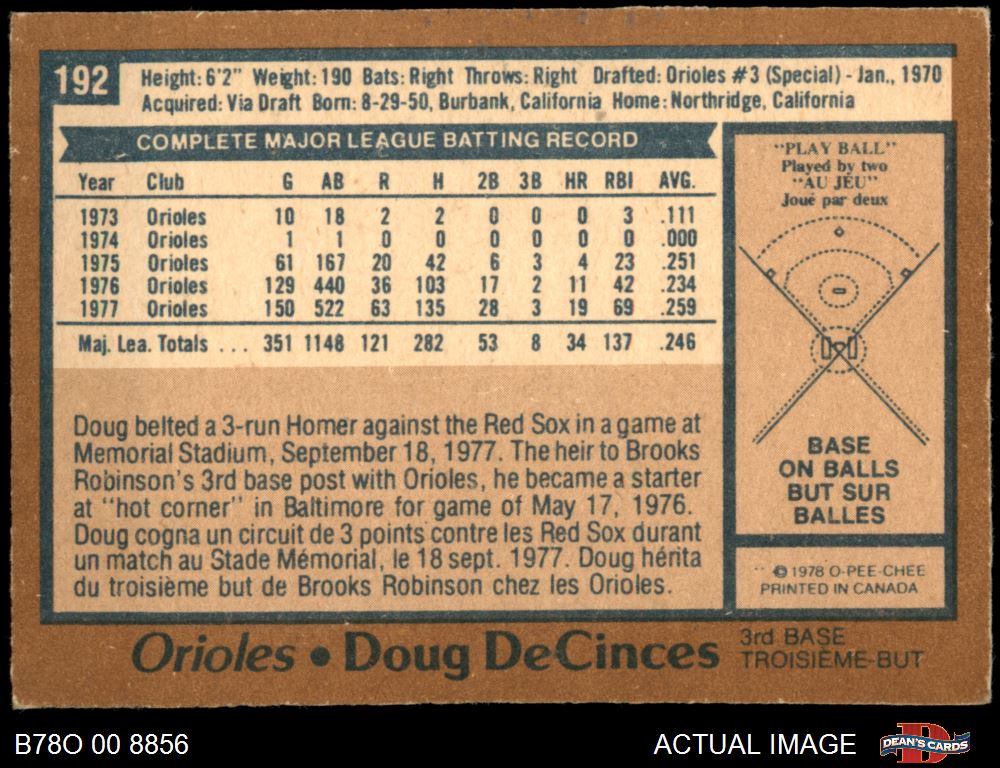 192
Height: 6'2" Weight: 190 Bats: Right Throws: Right Drafted: Orioles #3 (Special) - Jan., 1970
Acquired: Via Draft Born: 8-29-50, Burbank, California Home: Northridge, California
COMPLETE MAJOR LEAGUE BATTING RECORD
Year Club G AB R H 2B 3B HR RBI AVG.
1973 Orioles 10 18 2 2 0 0 0 3 .111
1974 Orioles 1 1 0 0 0 0 0 0 .000
1975 Orioles 61 167 20 42 6 3 4 23 .251
1976 Orioles 129 440 36 103 17 2 11 42 .234
1977 Orioles 150 522 63 135 28 3 19 69 .259
Maj. Lea. Totals ... 351 1148 121 282 53 8 34 137 .246
Doug belted a 3-run Homer against the Red Sox in a game at
Memorial Stadium, September 18, 1977. The heir to Brooks
Robinson's 3rd base post with Orioles, he became a starter
at "hot corner" in Baltimore for game of May 17, 1976.
Doug cogna un circuit de 3 points contre les Red Sox durant
un match au Stade Mémorial, le 18 sept. 1977. Doug hérita
du troisième but de Brooks Robinson chez les Orioles.
"PLAY BALL"
Played by two
"AU JEU"
Joué par deux
BASE
ON BALLS
BUT SUR
BALLES
© 1978 O-PEE-CHEE
PRINTED IN CANADA
Orioles • Doug DeCinces
3rd BASE
TROISIÈME-BUT
B78O 00 8856
ACTUAL IMAGE
DEAN'S CARDS